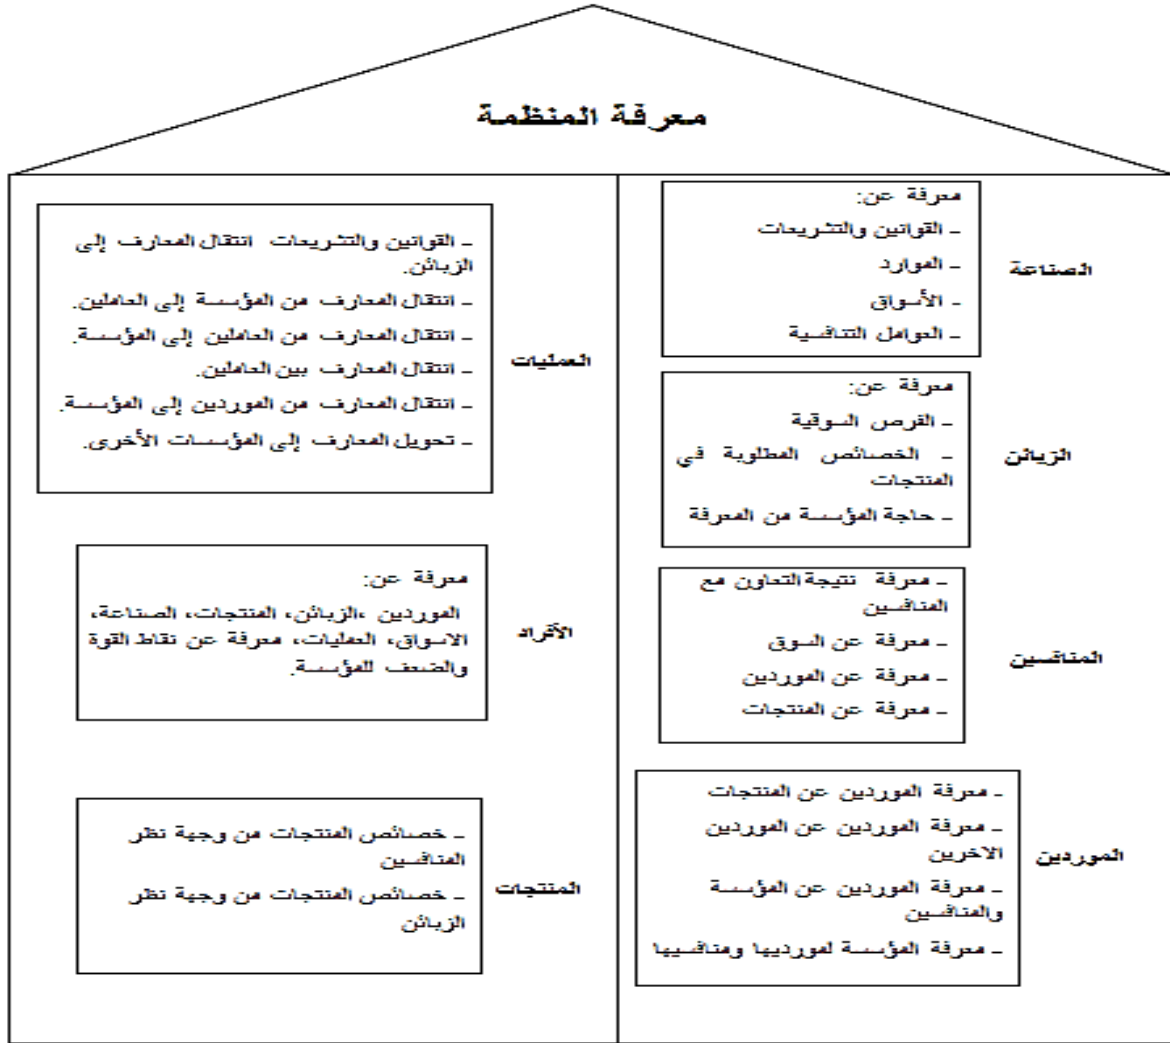 معرفة المنظمة
الصناعة
معرفة عن:
ـ القوانين والتشريعات
ـ الموارد
ـ الأسواق
ـ العوامل التنافسية
الزبائن
معرفة عن:
ـ الفرص السوقية
ـ الخصائص المطلوبة في
المنتجات
ـ حاجة المؤسسة من المعرفة
المنافسين
ـ معرفة نتيجة التعاون مع
المنافسين
ـ معرفة عن السوق
ـ معرفة عن الموردين
ـ معرفة عن المنتجات
الموردين
ـ معرفة الموردين عن المنتجات
ـ معرفة الموردين عن الموردين
الاخرين
ـ معرفة الموردين عن المؤسسة
والمنافسين
ـ معرفة المؤسسة لمورديها ومنافسيها
العمليات
ـ القوانين والتشريعات انتقال المعارف إلى
الزبائن.
ـ انتقال المعارف من المؤسسة إلى العاملين.
ـ انتقال المعارف من العاملين إلى المؤسسة.
ـ انتقال المعارف بين العاملين.
ـ انتقال المعارف من الموردين إلى المؤسسة.
ـ تحويل المعارف إلى المؤسسات الأخرى.
الأفراد
معرفة عن:
الموردين ،الزبائن، المنتجات، الصناعة،
الاسواق، العمليات، معرفة عن نقاط القوة
والضعف للمؤسسة.
المنتجات
ـ خصائص المنتجات من وجهة نظر
المنافسين
ـ خصائص المنتجات من وجهة نظر
الزبائن